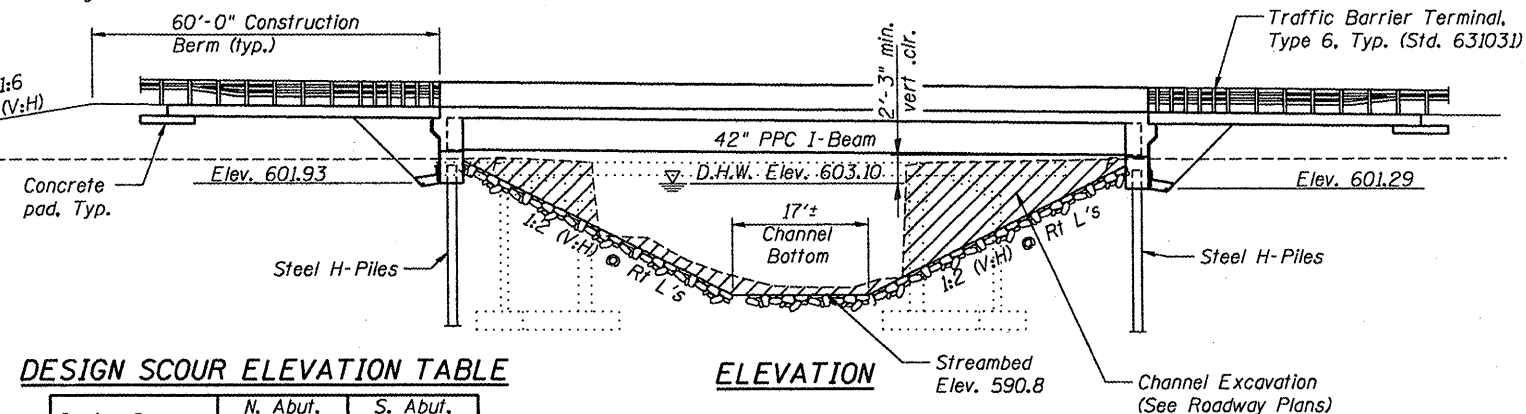 60'-0" Construction
Berm (typ.)
Traffic Barrier Terminal,
Type 6, Typ. (Std. 631031)
1:6
(V:H)
2'-3" min.
vert. clr.
42" PPC I-Beam
Concrete
pad, Typ.
Elev. 601.93
D.H.W. Elev. 603.10
Elev. 601.29
17'±
Channel
Bottom
1:2 (V:H) @ Rt L's
1:2 (V:H) @ Rt L's
Steel H-Piles
Steel H-Piles
DESIGN SCOUR ELEVATION TABLE
ELEVATION
Streambed
Elev. 590.8
Channel Excavation
(See Roadway Plans)
N. Abut.
S. Abut.